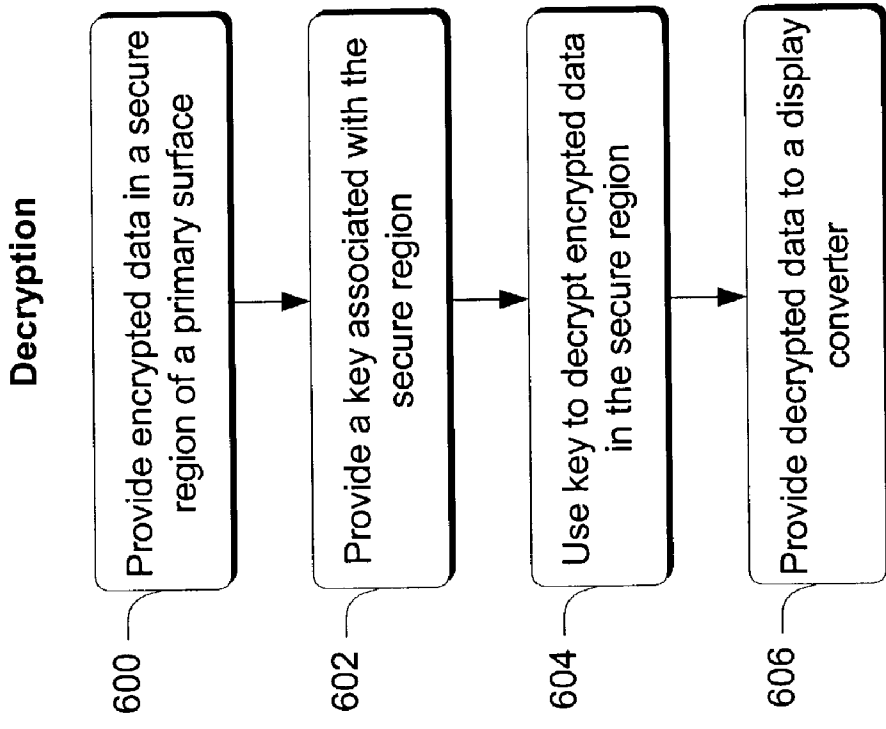 Decryption
600
Provide encrypted data in a secure
region of a primary surface
602
Provide a key associated with the
secure region
604
Use key to decrypt encrypted data
in the secure region
606
Provide decrypted data to a display
converter